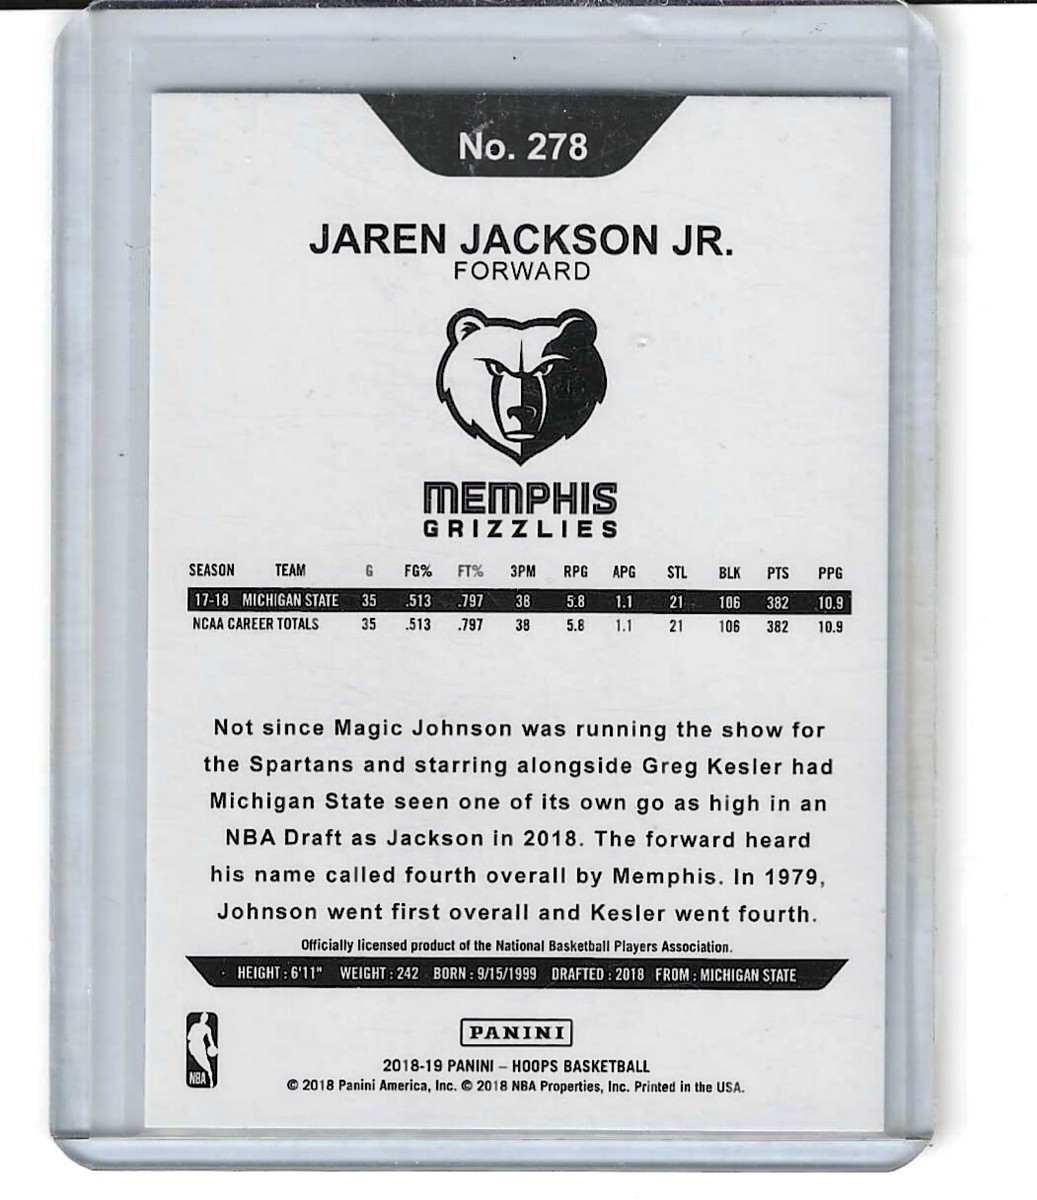 No. 278
JAREN JACKSON JR.
FORWARD
MEMPHIS
GRIZZLIES
SEASON TEAM G FG% FT% 3PM RPG APG STL BLK PTS PPG
17-18 MICHIGAN STATE 35 .513 .797 38 5.8 1.1 21 106 382 10.9
NCAA CAREER TOTALS 35 .513 .797 38 5.8 1.1 21 106 382 10.9
Not since Magic Johnson was running the show for
the Spartans and starring alongside Greg Kesler had
Michigan State seen one of its own go as high in an
NBA Draft as Jackson in 2018. The forward heard
his name called fourth overall by Memphis. In 1979,
Johnson went first overall and Kesler went fourth.
Officially licensed product of the National Basketball Players Association.
HEIGHT : 6'11" WEIGHT : 242 BORN : 9/15/1999 DRAFTED : 2018 FROM : MICHIGAN STATE
NBA
PANINI
2018-19 PANINI – HOOPS BASKETBALL
© 2018 Panini America, Inc. © 2018 NBA Properties, Inc. Printed in the USA.